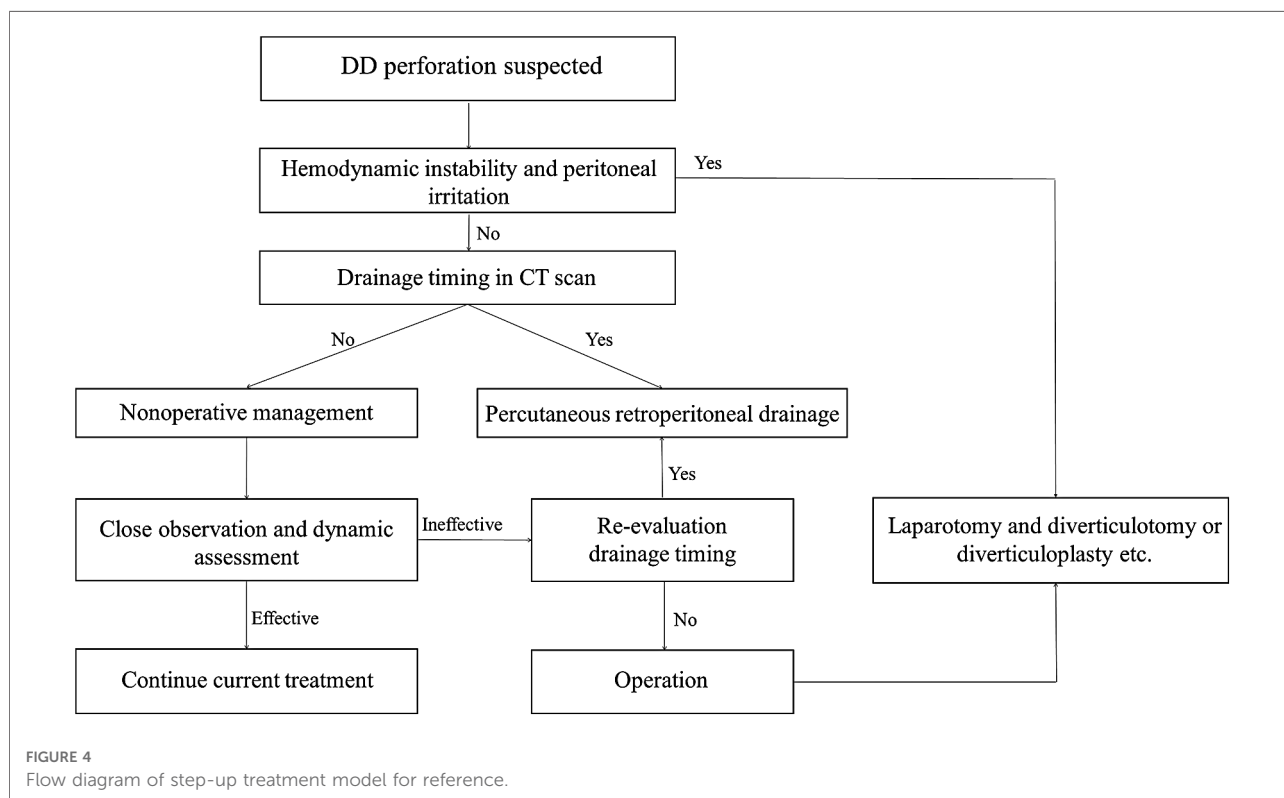 DD perforation suspected
Hemodynamic instability and peritoneal
irritation
Yes
No
Drainage timing in CT scan
No
Yes
Nonoperative management
Percutaneous retroperitoneal drainage
Yes
Close observation and dynamic
assessment
Ineffective
Re-evaluation
drainage timing
Laparotomy and diverticulotomy or
diverticuloplasty etc.
Effective
No
Continue current treatment
Operation
FIGURE 4
Flow diagram of step-up treatment model for reference.